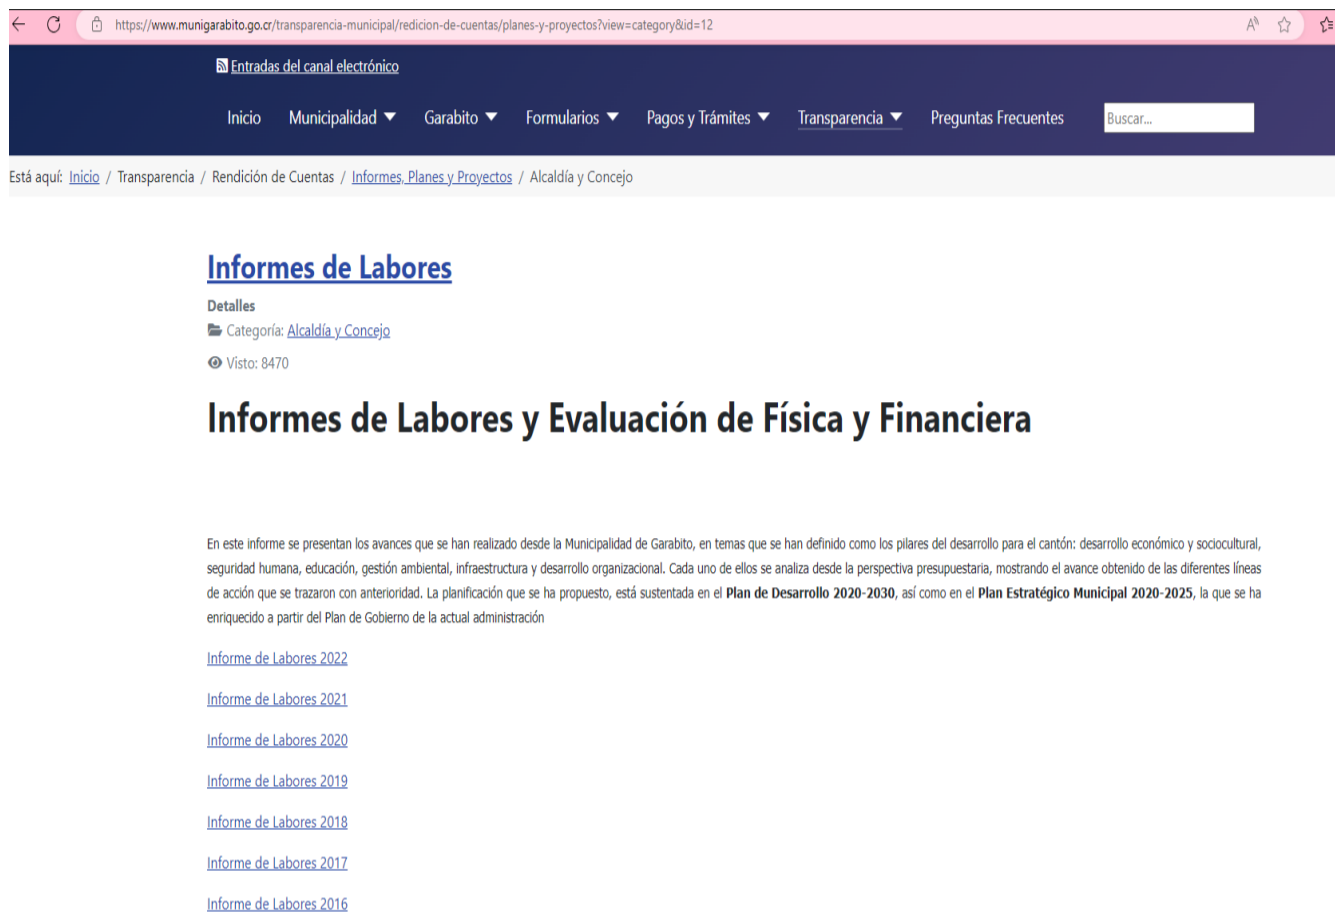 https://www.munigarabito.go.cr/transparencia-municipal/redicion-de-cuentas/planes-y-proyectos?view=category&id=12
Entradas del canal electrónico
Inicio Municipalidad Garabito Formularios Pagos y Trámites Transparencia Preguntas Frecuentes Buscar...
Está aquí: Inicio / Transparencia / Rendición de Cuentas / Informes, Planes y Proyectos / Alcaldía y Concejo
Informes de Labores
Detalles
Categoría: Alcaldía y Concejo
Visto: 8470
Informes de Labores y Evaluación de Física y Financiera
En este informe se presentan los avances que se han realizado desde la Municipalidad de Garabito, en temas que se han definido como los pilares del desarrollo para el cantón: desarrollo económico y sociocultural,
seguridad humana, educación, gestión ambiental, infraestructura y desarrollo organizacional. Cada uno de ellos se analiza desde la perspectiva presupuestaria, mostrando el avance obtenido de las diferentes líneas
de acción que se trazaron con anterioridad. La planificación que se ha propuesto, está sustentada en el Plan de Desarrollo 2020-2030, así como en el Plan Estratégico Municipal 2020-2025, la que se ha
enriquecido a partir del Plan de Gobierno de la actual administración
Informe de Labores 2022
Informe de Labores 2021
Informe de Labores 2020
Informe de Labores 2019
Informe de Labores 2018
Informe de Labores 2017
Informe de Labores 2016